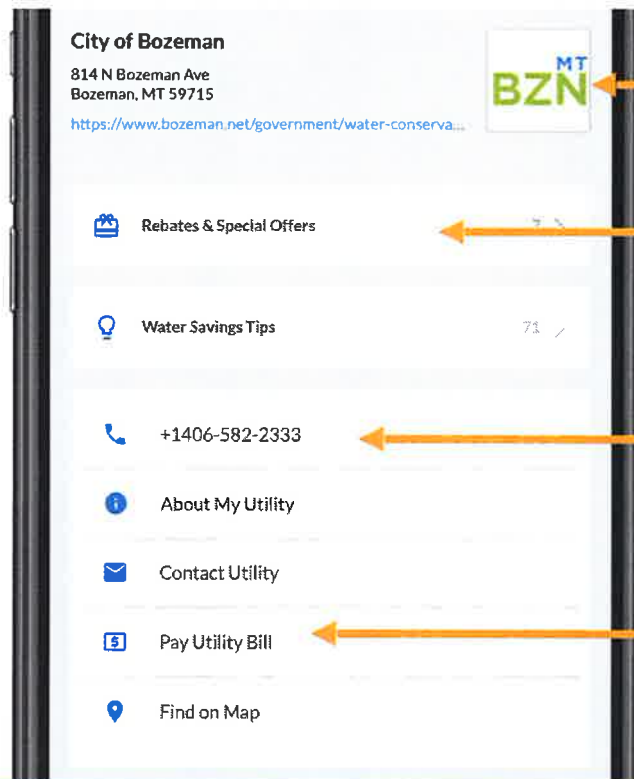 City of Bozeman
814 N Bozeman Ave
Bozeman, MT 59715
https://www.bozeman.net/government/water-conserva...
MT
BZN
Rebates & Special Offers
Water Savings Tips
71
+1406-582-2333
About My Utility
Contact Utility
Pay Utility Bill
Find on Map